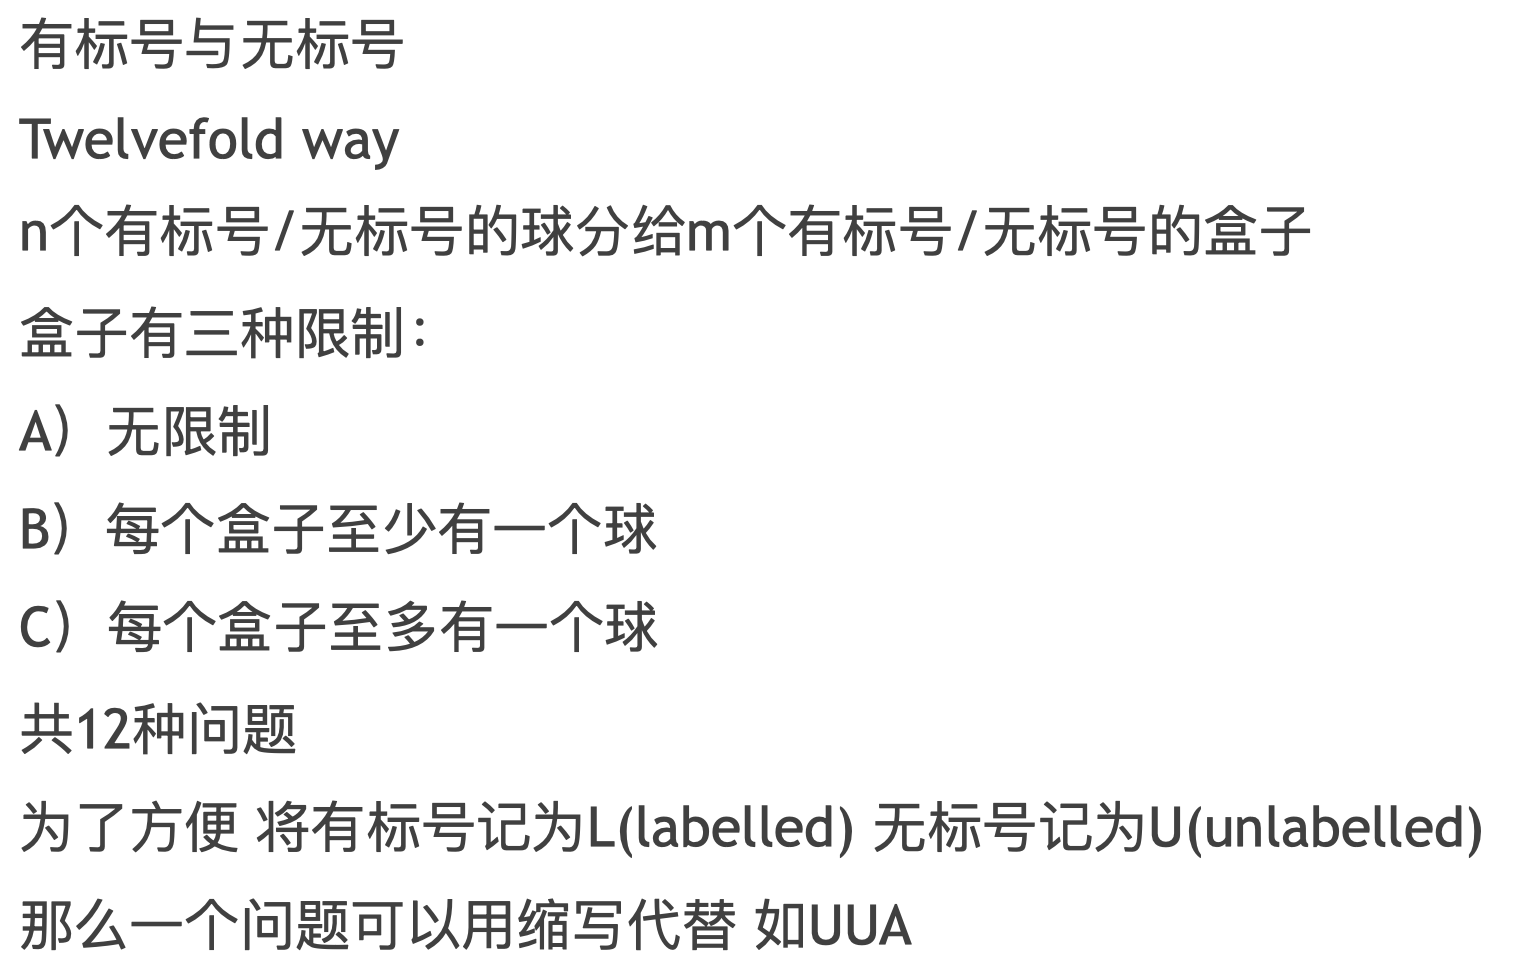 有标号与无标号
Twelvefold way
n个有标号/无标号的球分给m个有标号/无标号的盒子
盒子有三种限制：
A）无限制
B）每个盒子至少有一个球
C）每个盒子至多有一个球
共12种问题
为了方便 将有标号记为L(labelled) 无标号记为U(unlabelled)
那么一个问题可以用缩写代替 如UUA